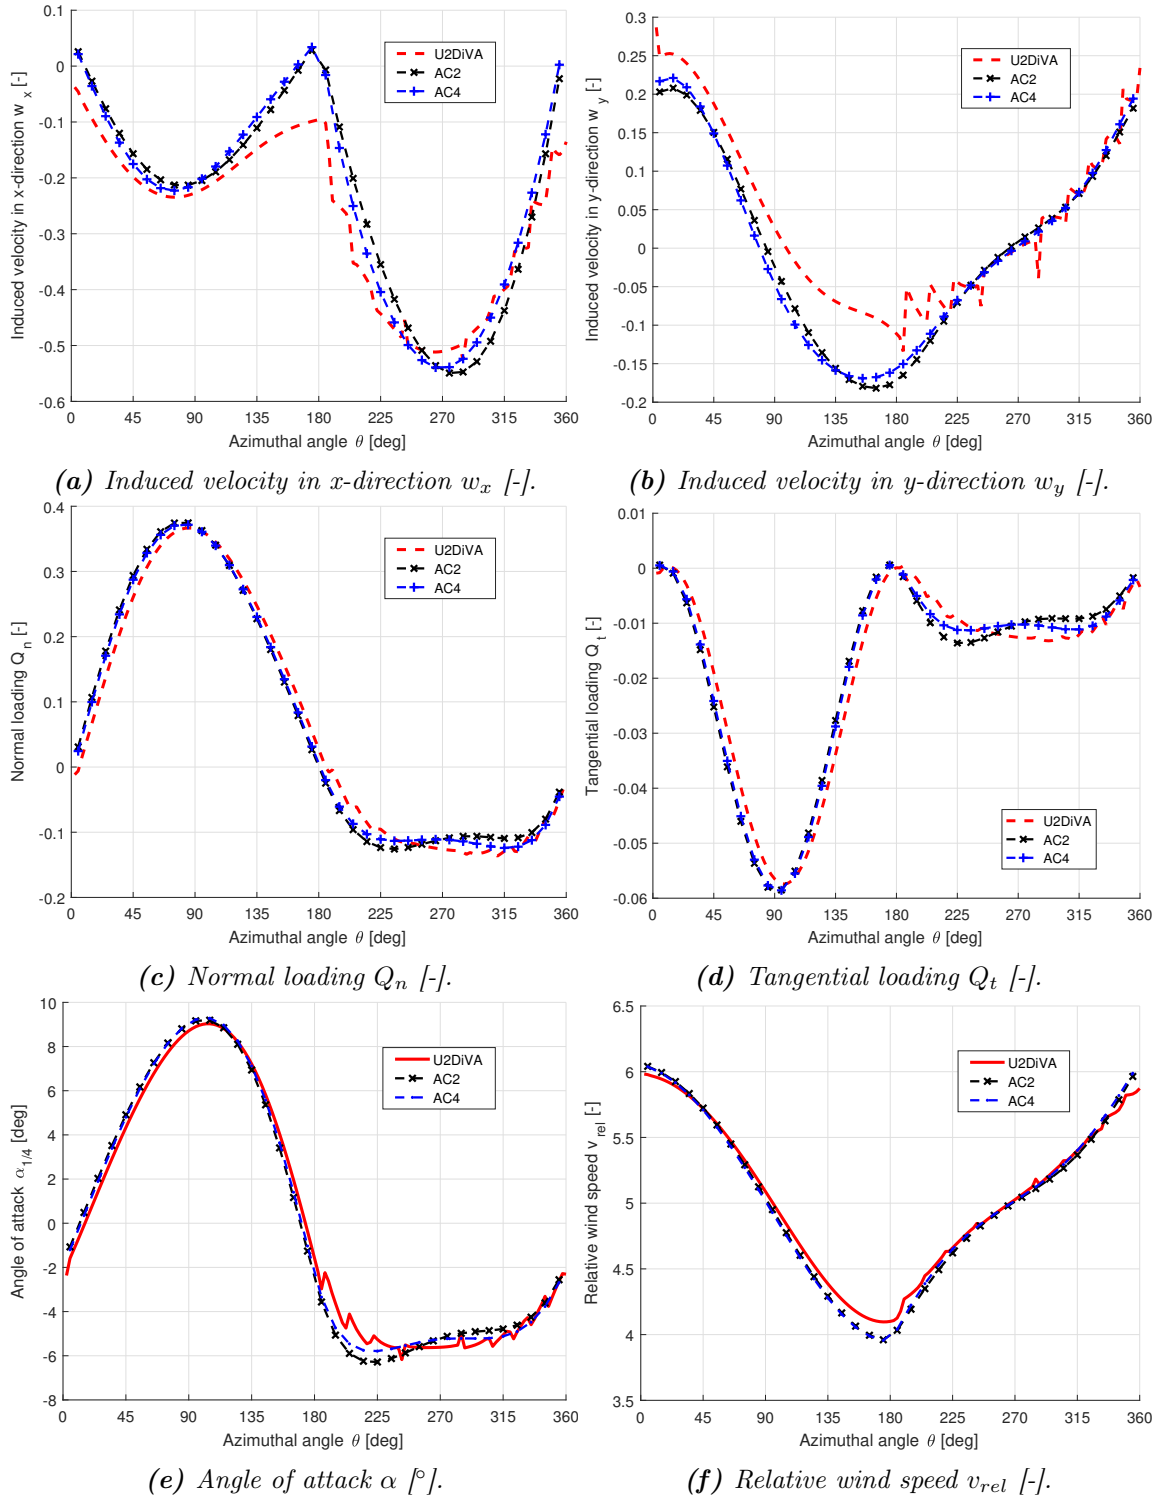 Induced velocity in x-direction w_x [-]
0.1
0
-0.1
-0.2
-0.3
-0.4
-0.5
-0.6
0 45 90 135 180 225 270 315 360
Azimuthal angle θ [deg]
U2DiVA
AC2
AC4
(a) Induced velocity in x-direction w_x [-].
Induced velocity in y-direction w_y [-]
0.3
0.25
0.2
0.15
0.1
0.05
0
-0.05
-0.1
-0.15
-0.2
0 45 90 135 180 225 270 315 360
Azimuthal angle θ [deg]
U2DiVA
AC2
AC4
(b) Induced velocity in y-direction w_y [-].
Normal loading Q_n [-]
0.4
0.3
0.2
0.1
0
-0.1
-0.2
0 45 90 135 180 225 270 315 360
Azimuthal angle θ [deg]
U2DiVA
AC2
AC4
(c) Normal loading Q_n [-].
Tangential loading Q_t [-]
0.01
0
-0.01
-0.02
-0.03
-0.04
-0.05
-0.06
0 45 90 135 180 225 270 315 360
Azimuthal angle θ [deg]
U2DiVA
AC2
AC4
(d) Tangential loading Q_t [-].
Angle of attack α_1/4 [deg]
10
8
6
4
2
0
-2
-4
-6
-8
0 45 90 135 180 225 270 315 360
Azimuthal angle θ [deg]
U2DiVA
AC2
AC4
(e) Angle of attack α [°].
Relative wind speed v_rel [-]
6.5
6
5.5
5
4.5
4
3.5
0 45 90 135 180 225 270 315 360
Azimuthal angle θ [deg]
U2DiVA
AC2
AC4
(f) Relative wind speed v_rel [-].